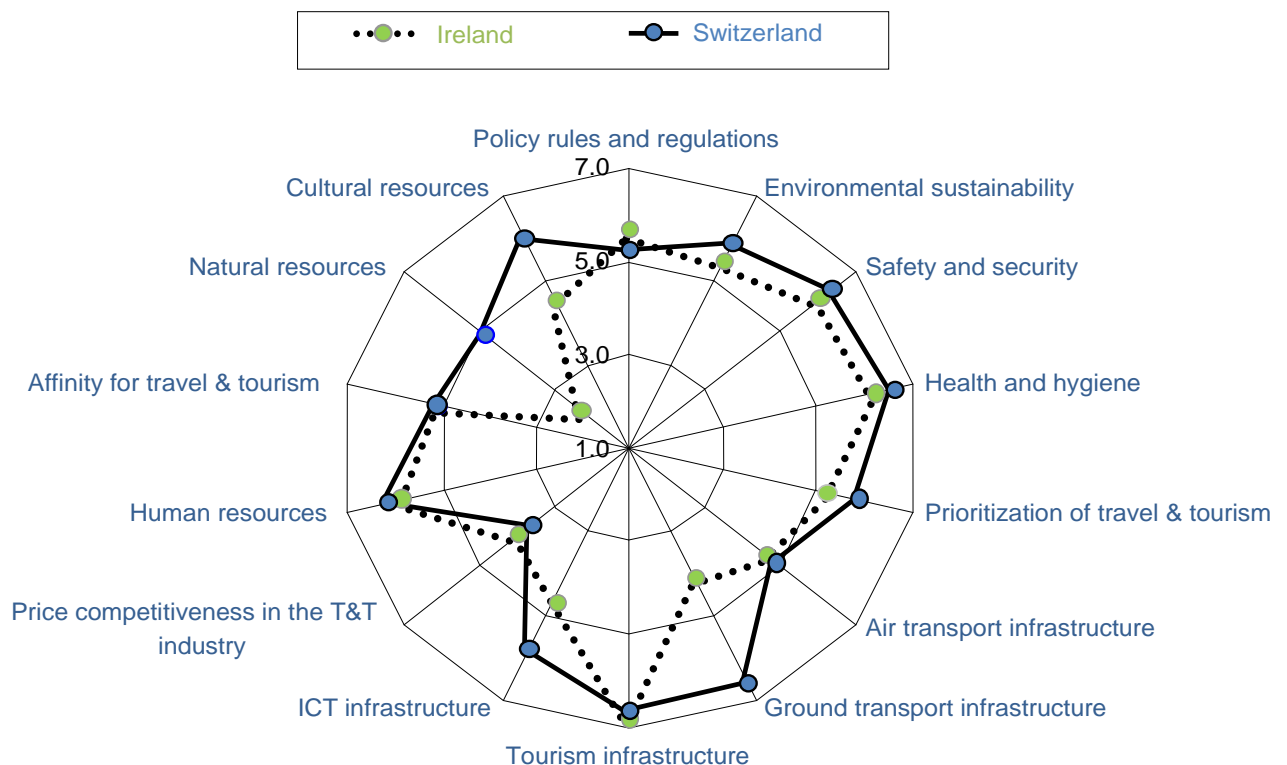 Ireland
Switzerland
Policy rules and regulations
7.0
Cultural resources
Environmental sustainability
Natural resources
5.0
Safety and security
3.0
Affinity for travel & tourism
Health and hygiene
1.0
Human resources
Prioritization of travel & tourism
Price competitiveness in the T&T
industry
Air transport infrastructure
ICT infrastructure
Ground transport infrastructure
Tourism infrastructure